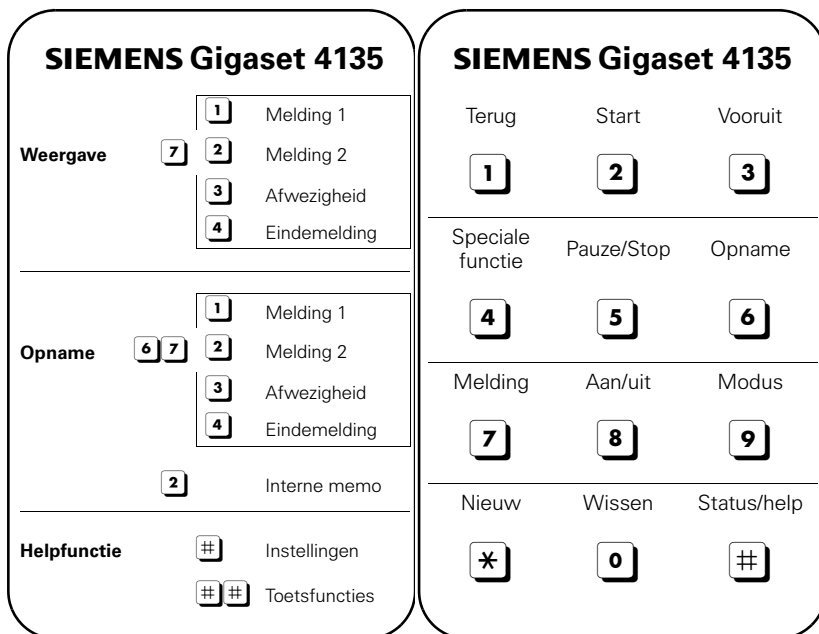 SIEMENS Gigaset 4135
1 Melding 1
Weergave 7 2 Melding 2
3 Afwezigheid
4 Eindemelding
1 Melding 1
Opname 6 7 2 Melding 2
3 Afwezigheid
4 Eindemelding
2 Interne memo
Helpfunctie # Instellingen
# # Toetsfuncties
SIEMENS Gigaset 4135
Terug Start Vooruit
1 2 3
Speciale
functie Pauze/Stop Opname
4 5 6
Melding Aan/uit Modus
7 8 9
Nieuw Wissen Status/help
* 0 #